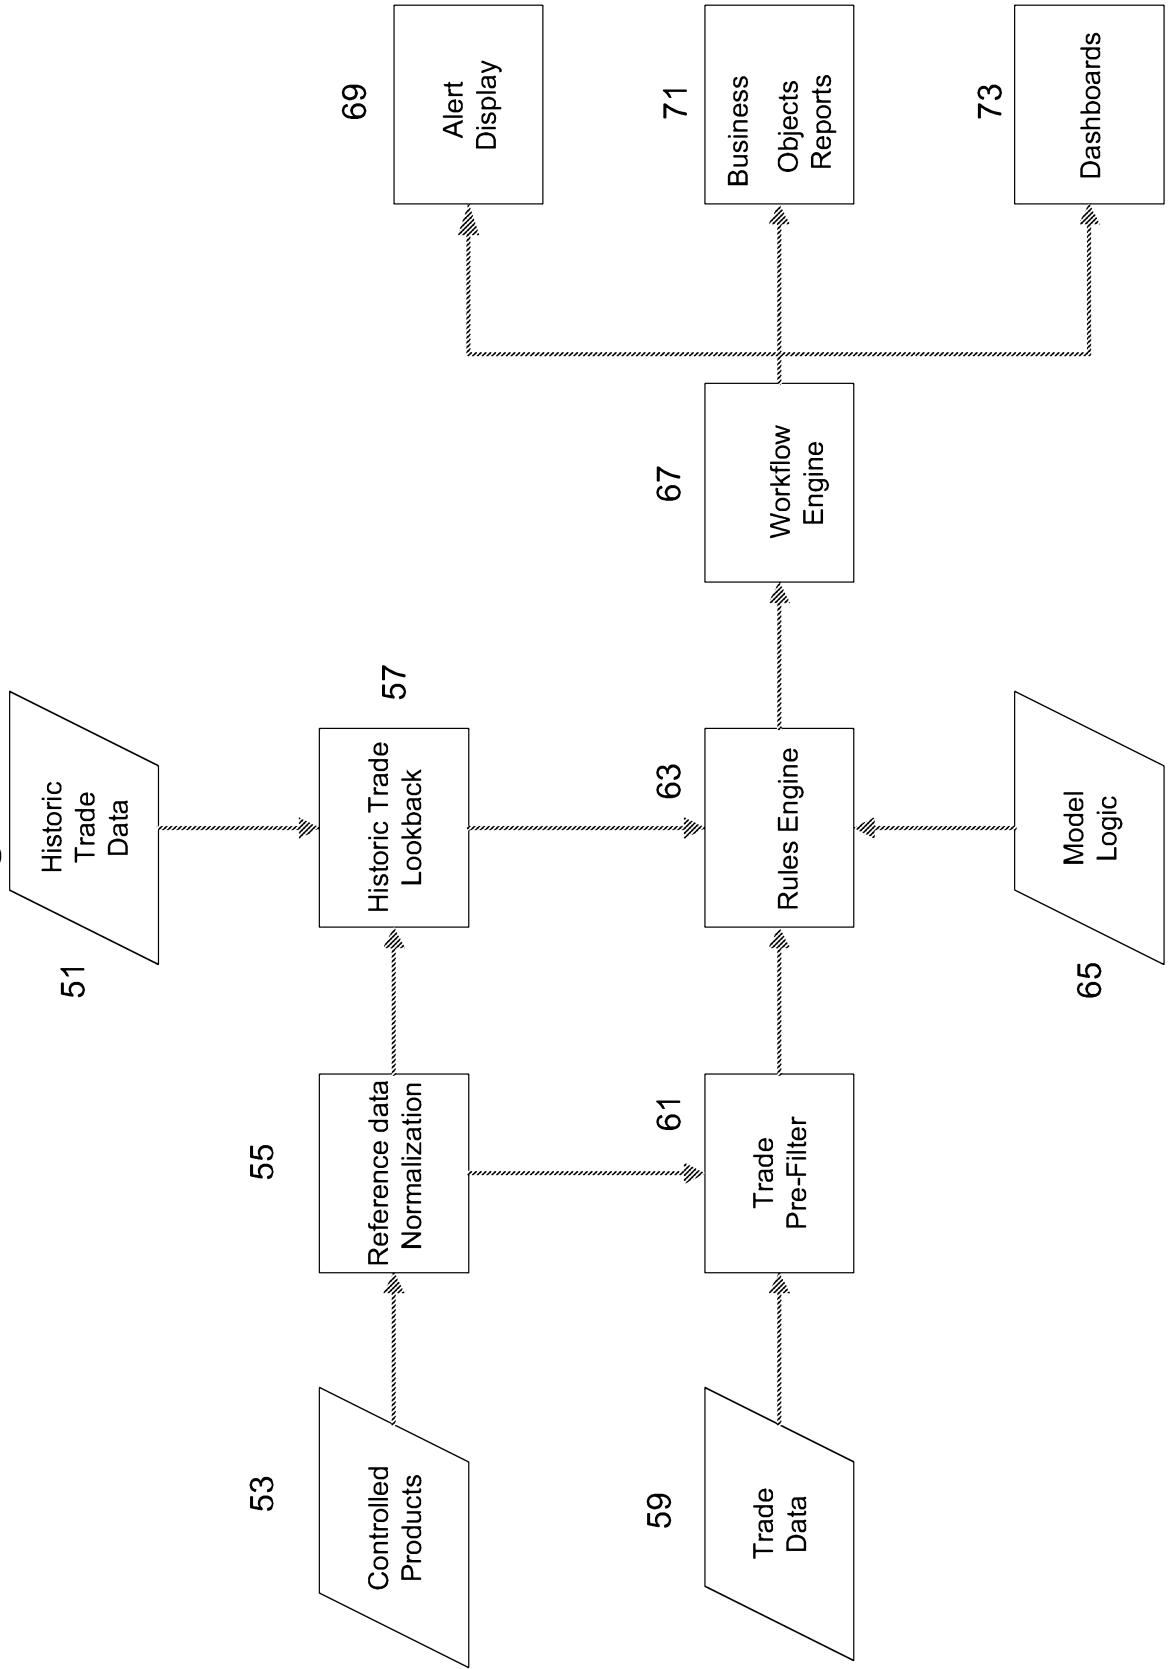 51
Historic
Trade
Data
53
Controlled
Products
55
Reference data
Normalization
57
Historic Trade
Lookback
69
Alert
Display
59
Trade
Data
61
Trade
Pre-Filter
63
Rules Engine
67
Workflow
Engine
71
Business
Objects
Reports
65
Model
Logic
73
Dashboards